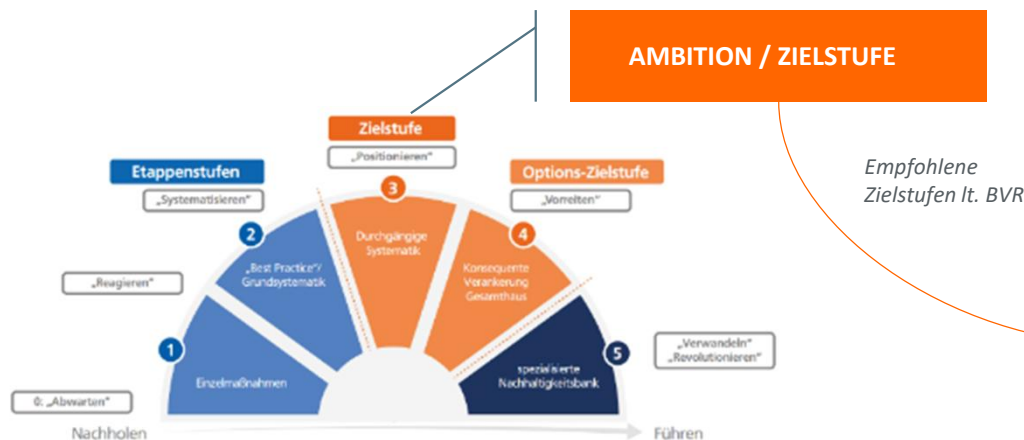 AMBITION / ZIELSTUFE
Empfohlene
Zielstufen lt. BVR
Zielstufe
„Positionieren“
Etappenstufen
„Systematisieren“
Options-Zielstufe
„Vorreiten“
3
Durchgängige
Systematik
2
„Best Practice“/
Grundsystematik
4
Konsequente
Verankerung
Gesamthaus
„Reagieren“
1
Einzelmaßnahmen
5
spezialisierte
Nachhaltigkeitsbank
„Verwandeln“
„Revolutionieren“
0: „Abwarten“
Nachholen
Führen